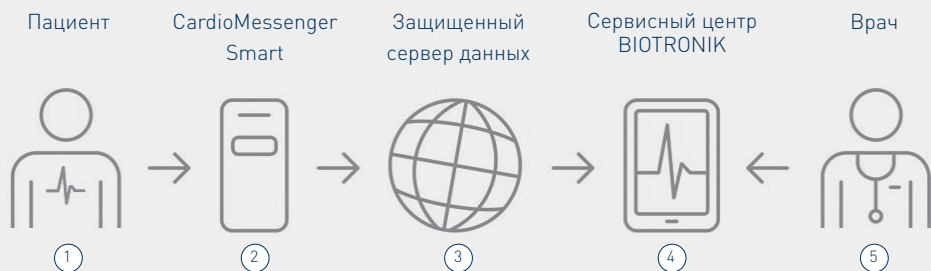 Пациент
CardioMessenger
Smart
Защищенный
сервер данных
Сервисный центр
BIOTRONIK
Врач
1
2
3
4
5